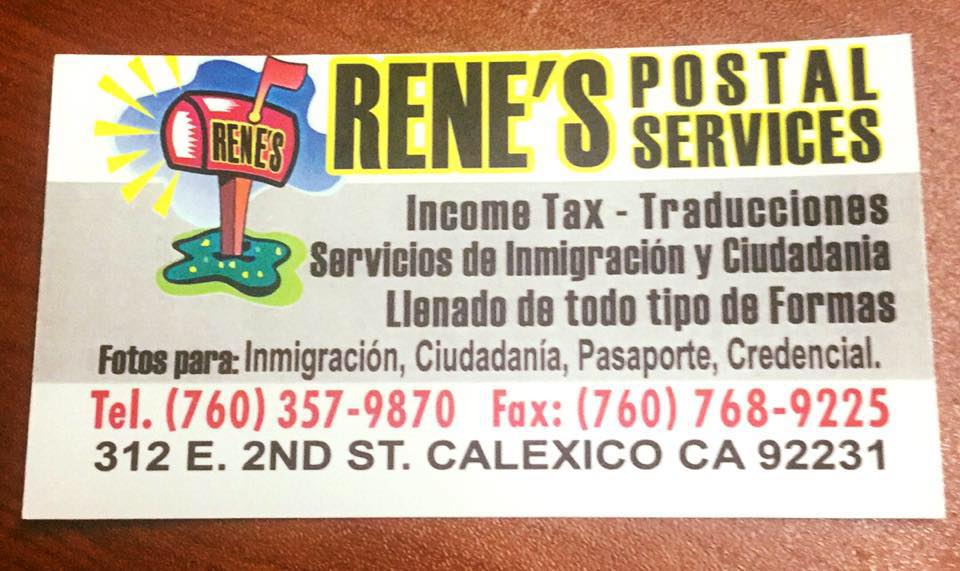 RENE'S
RENE'S POSTAL SERVICES
Income Tax - Traducciones
Servicios de Inmigración y Ciudadania
Llenado de todo tipo de Formas
Fotos para: Inmigración, Ciudadanía, Pasaporte, Credencial.
Tel. (760) 357-9870 Fax: (760) 768-9225
312 E. 2ND ST. CALEXICO CA 92231